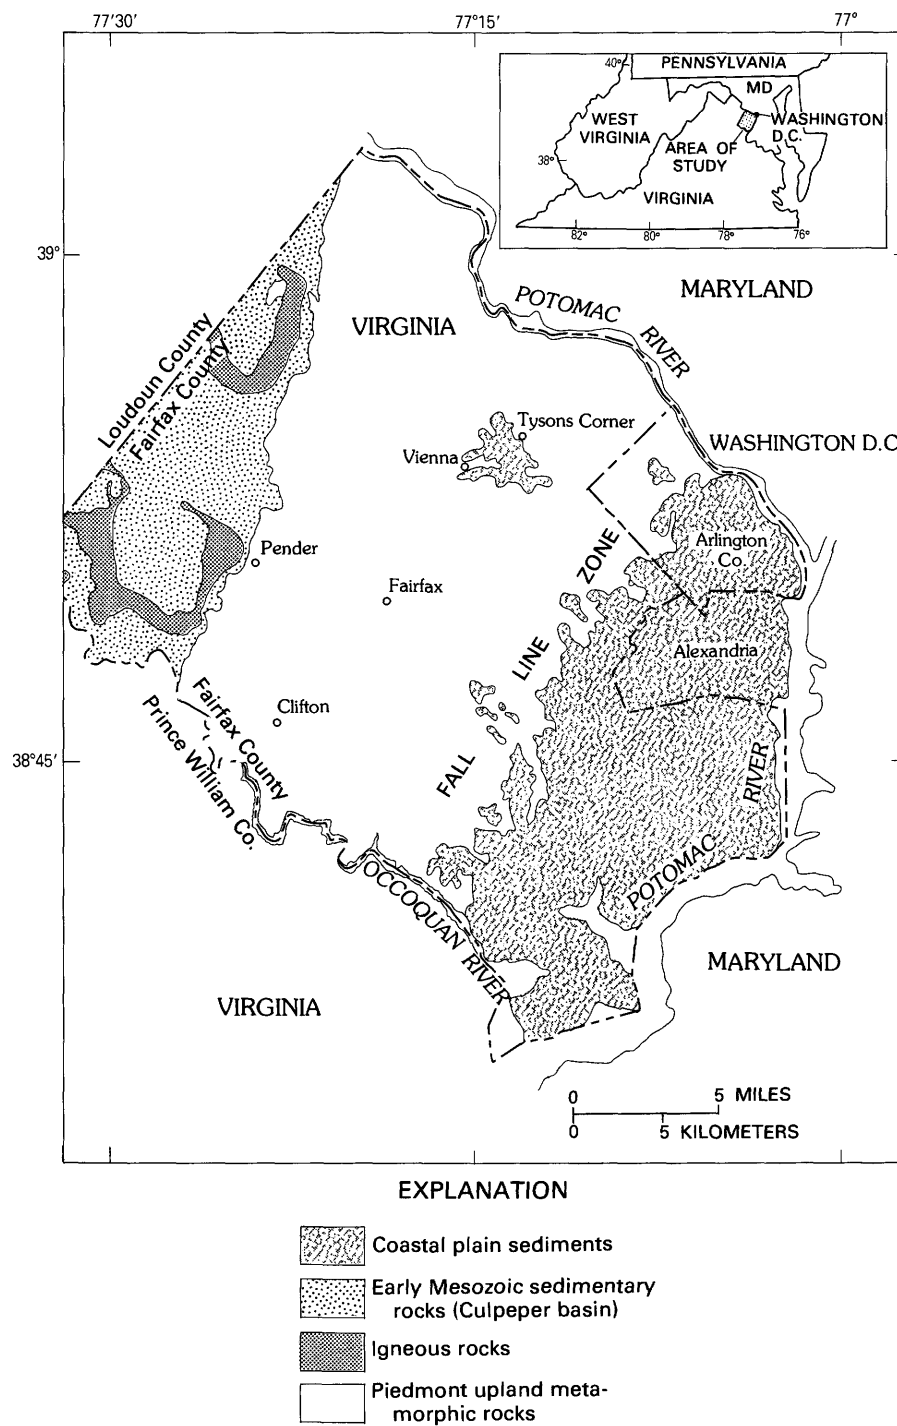 77°30′
77°15′
77°
40°
PENNSYLVANIA
MD
WEST
VIRGINIA
WASHINGTON
D.C.
AREA OF
STUDY
38°
VIRGINIA
82°
80°
78°
76°
39°
MARYLAND
POTOMAC
RIVER
VIRGINIA
Loudoun County
Fairfax County
Tysons Corner
Vienna
WASHINGTON D.C
Arlington
Co.
Pender
ZONE
Fairfax
LINE
Alexandria
Clifton
Fairfax County
Prince William Co.
38°45′
FALL
RIVER
POTOMAC
OCCOQUAN RIVER
MARYLAND
VIRGINIA
0 5 MILES
0 5 KILOMETERS
EXPLANATION
Coastal plain sediments
Early Mesozoic sedimentary
rocks (Culpeper basin)
Igneous rocks
Piedmont upland meta-
morphic rocks